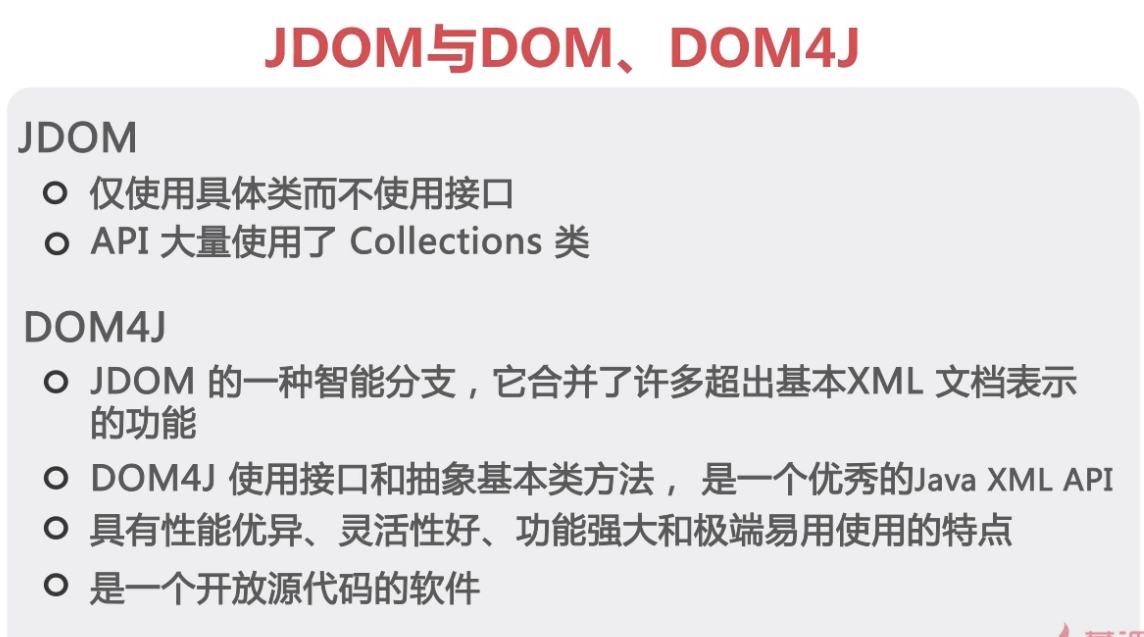 JDOM与DOM、DOM4J
JDOM
仅使用具体类而不使用接口
API 大量使用了 Collections 类
DOM4J
JDOM 的一种智能分支，它合并了许多超出基本XML 文档表示
的功能
DOM4J 使用接口和抽象基本类方法， 是一个优秀的Java XML API
具有性能优异、灵活性好、功能强大和极端易用使用的特点
是一个开放源代码的软件